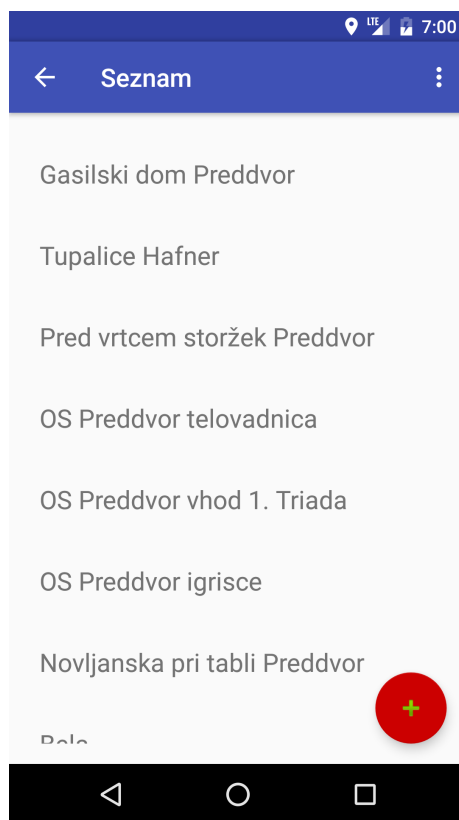 LTE 7:00
Seznam
Gasilski dom Preddvor
Tupalice Hafner
Pred vrtcem storžek Preddvor
OS Preddvor telovadnica
OS Preddvor vhod 1. Triada
OS Preddvor igrisce
Novljanska pri tabli Preddvor